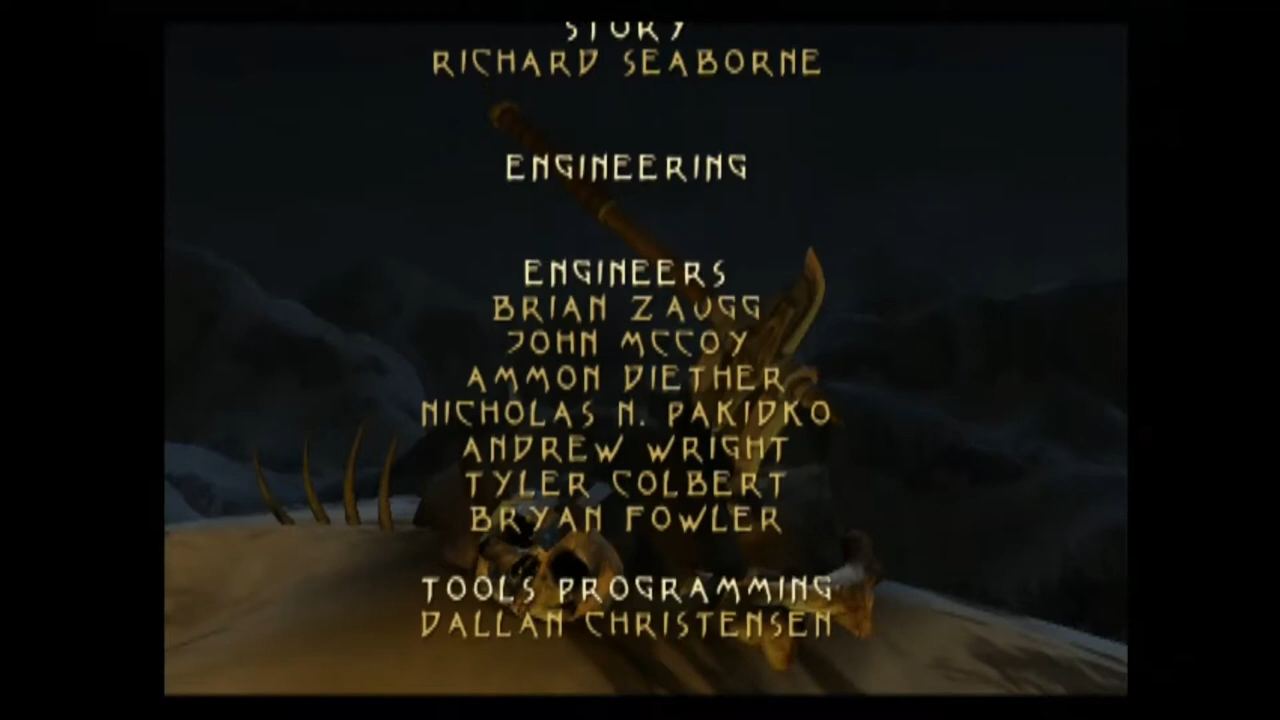 STORY
RICHARD SEABORNE
ENGINEERING
ENGINEERS
BRIAN ZAUGG
JOHN MCCOY
AMMON DIETHER
NICHOLAS N. PAKIDKO
ANDREW WRIGHT
TYLER COLBERT
BRYAN FOWLER
TOOLS PROGRAMMING
DALLAN CHRISTENSEN